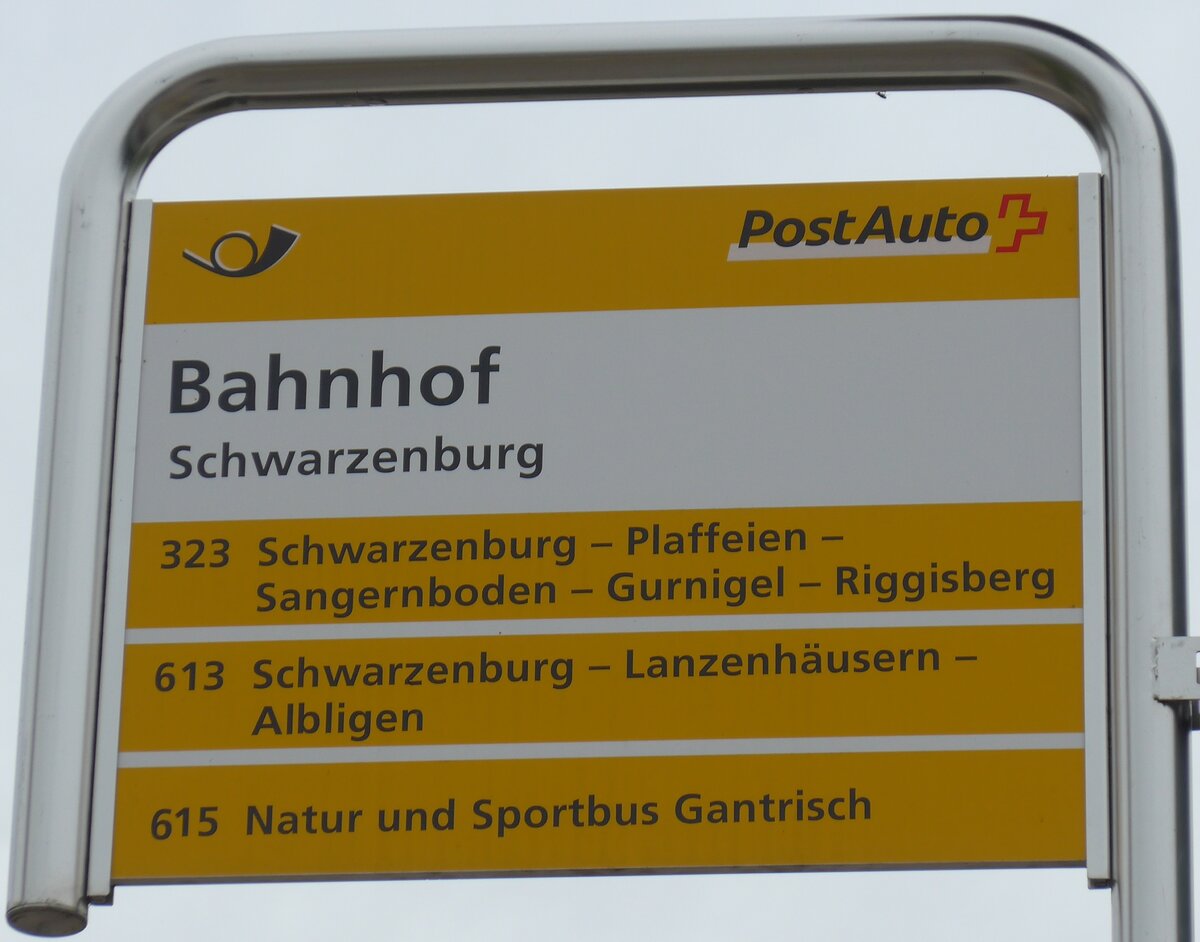 PostAuto
Bahnhof
Schwarzenburg
323 Schwarzenburg – Plaffeien –
Sangernboden – Gurnigel – Riggisberg
613 Schwarzenburg – Lanzenhäusern –
Albligen
615 Natur und Sportbus Gantrisch